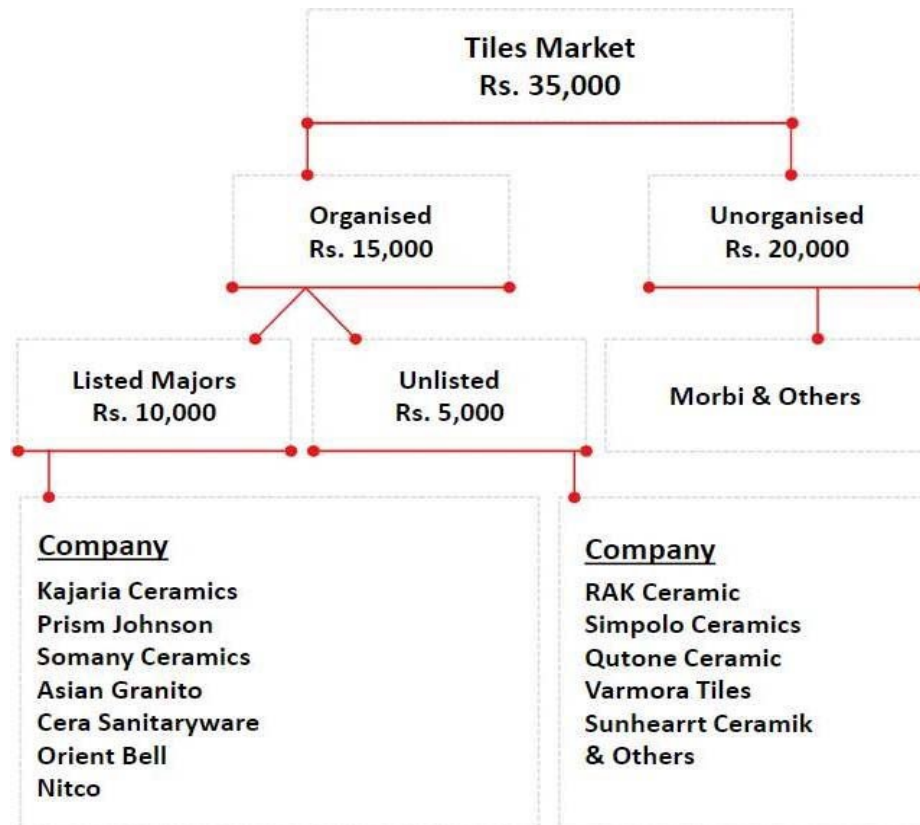 Tiles Market
Rs. 35,000
Organised
Rs. 15,000
Unorganised
Rs. 20,000
Listed Majors
Rs. 10,000
Unlisted
Rs. 5,000
Morbi & Others
Company
Kajaria Ceramics
Prism Johnson
Somany Ceramics
Asian Granito
Cera Sanitaryware
Orient Bell
Nitco
Company
RAK Ceramic
Simpolo Ceramics
Qutone Ceramic
Varmora Tiles
Sunhearrt Ceramik
& Others